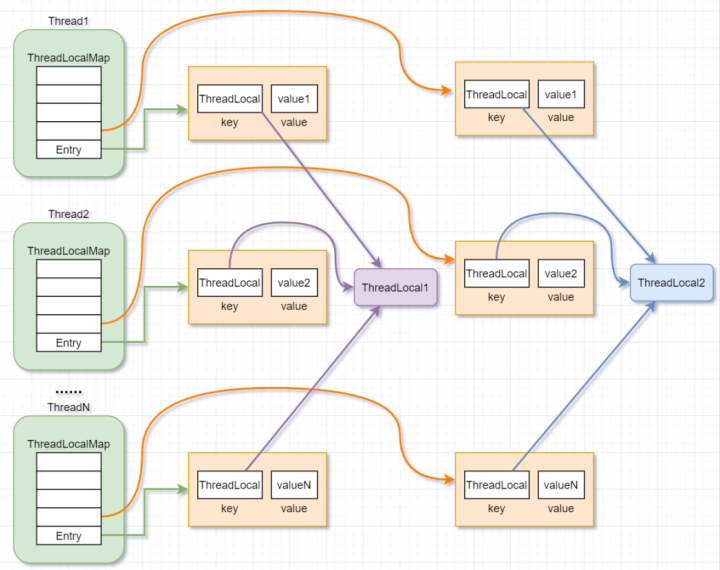 Thread1
ThreadLocalMap
Entry
ThreadLocal value1
key value
ThreadLocal value1
key value
Thread2
ThreadLocalMap
Entry
ThreadLocal value2
key value
ThreadLocal1
ThreadLocal value2
key value
ThreadLocal2
......
ThreadN
ThreadLocalMap
Entry
ThreadLocal valueN
key value
ThreadLocal valueN
key value